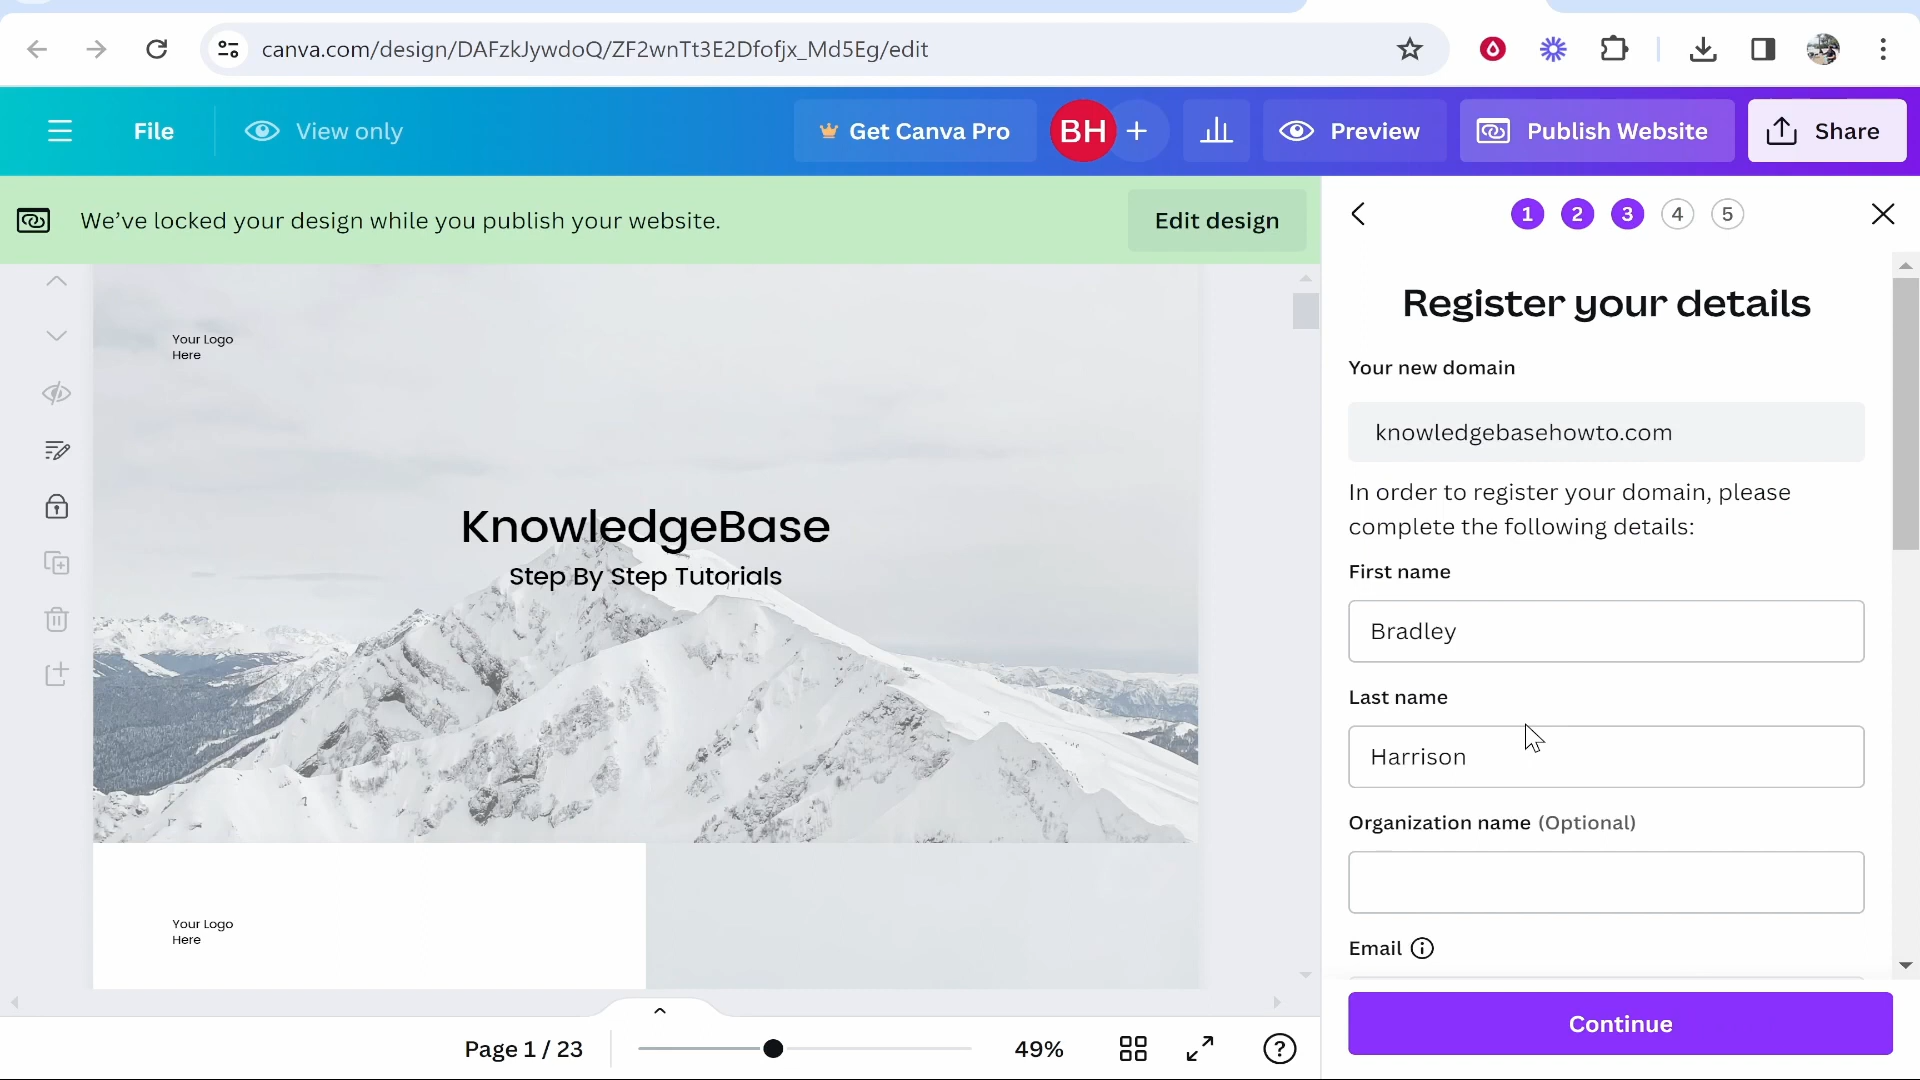 canva.com/design/DAFzkJywdoQ/ZF2wnTt3E2Dfofjx_Md5Eg/edit
File
View only
Get Canva Pro
BH
Preview
Publish Website
Share
We’ve locked your design while you publish your website.
Edit design
1 2 3 4 5
Your Logo
Here
KnowledgeBase
Step By Step Tutorials
Your Logo
Here
Register your details
Your new domain
knowledgebasehowto.com
In order to register your domain, please
complete the following details:
First name
Bradley
Last name
Harrison
Organization name (Optional)
Email
Continue
Page 1 / 23
49%